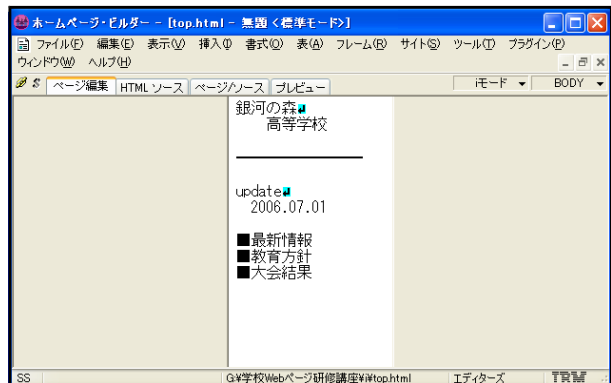 ホームページ・ビルダー - [top.html - 無題 <標準モード>]
ファイル(F) 編集(E) 表示(V) 挿入(I) 書式(O) 表(A) フレーム(R) サイト(S) ツール(T) プラグイン(P)
ウィンドウ(W) ヘルプ(H)
ページ編集 HTML ソース ページ/ソース プレビュー iモード BODY
銀河の森
高等学校
update
2006.07.01
■最新情報
■教育方針
■大会結果
SS G:¥学校Webページ研修講座¥i¥top.html エディターズ TRM